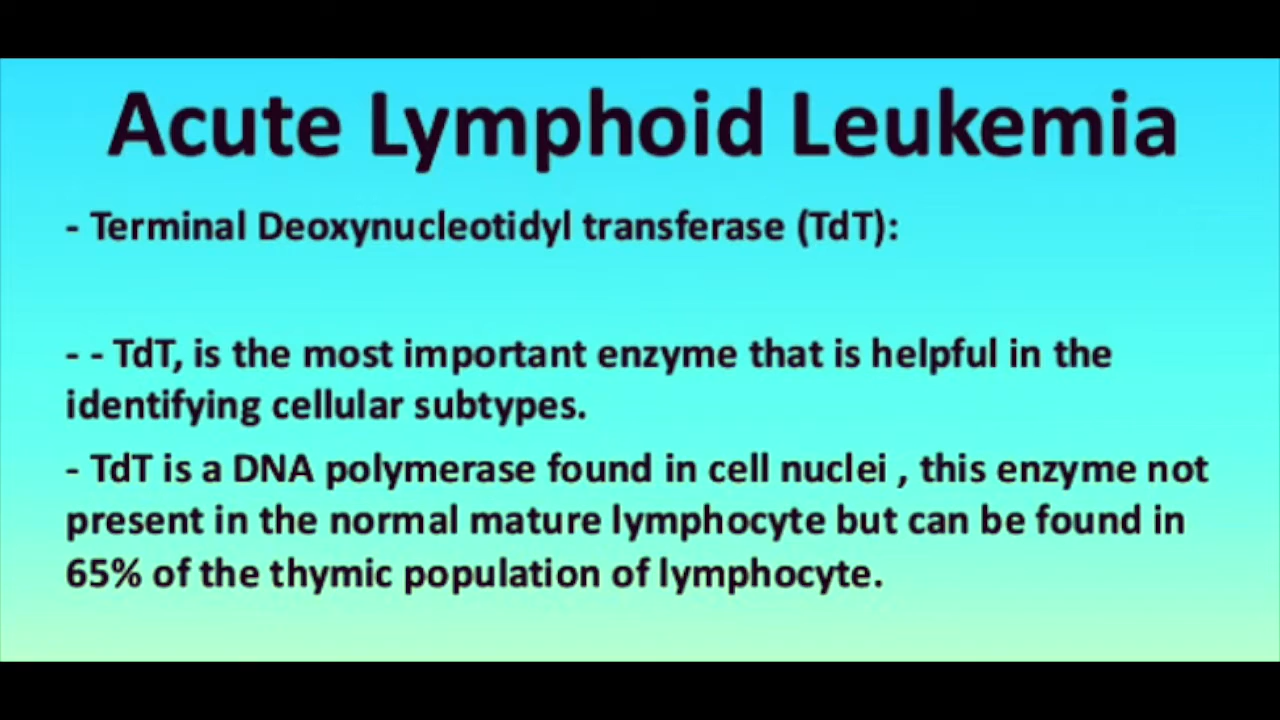 Acute Lymphoid Leukemia
- Terminal Deoxynucleotidyl transferase (TdT):
- - TdT, is the most important enzyme that is helpful in the
identifying cellular subtypes.
- TdT is a DNA polymerase found in cell nuclei , this enzyme not
present in the normal mature lymphocyte but can be found in
65% of the thymic population of lymphocyte.